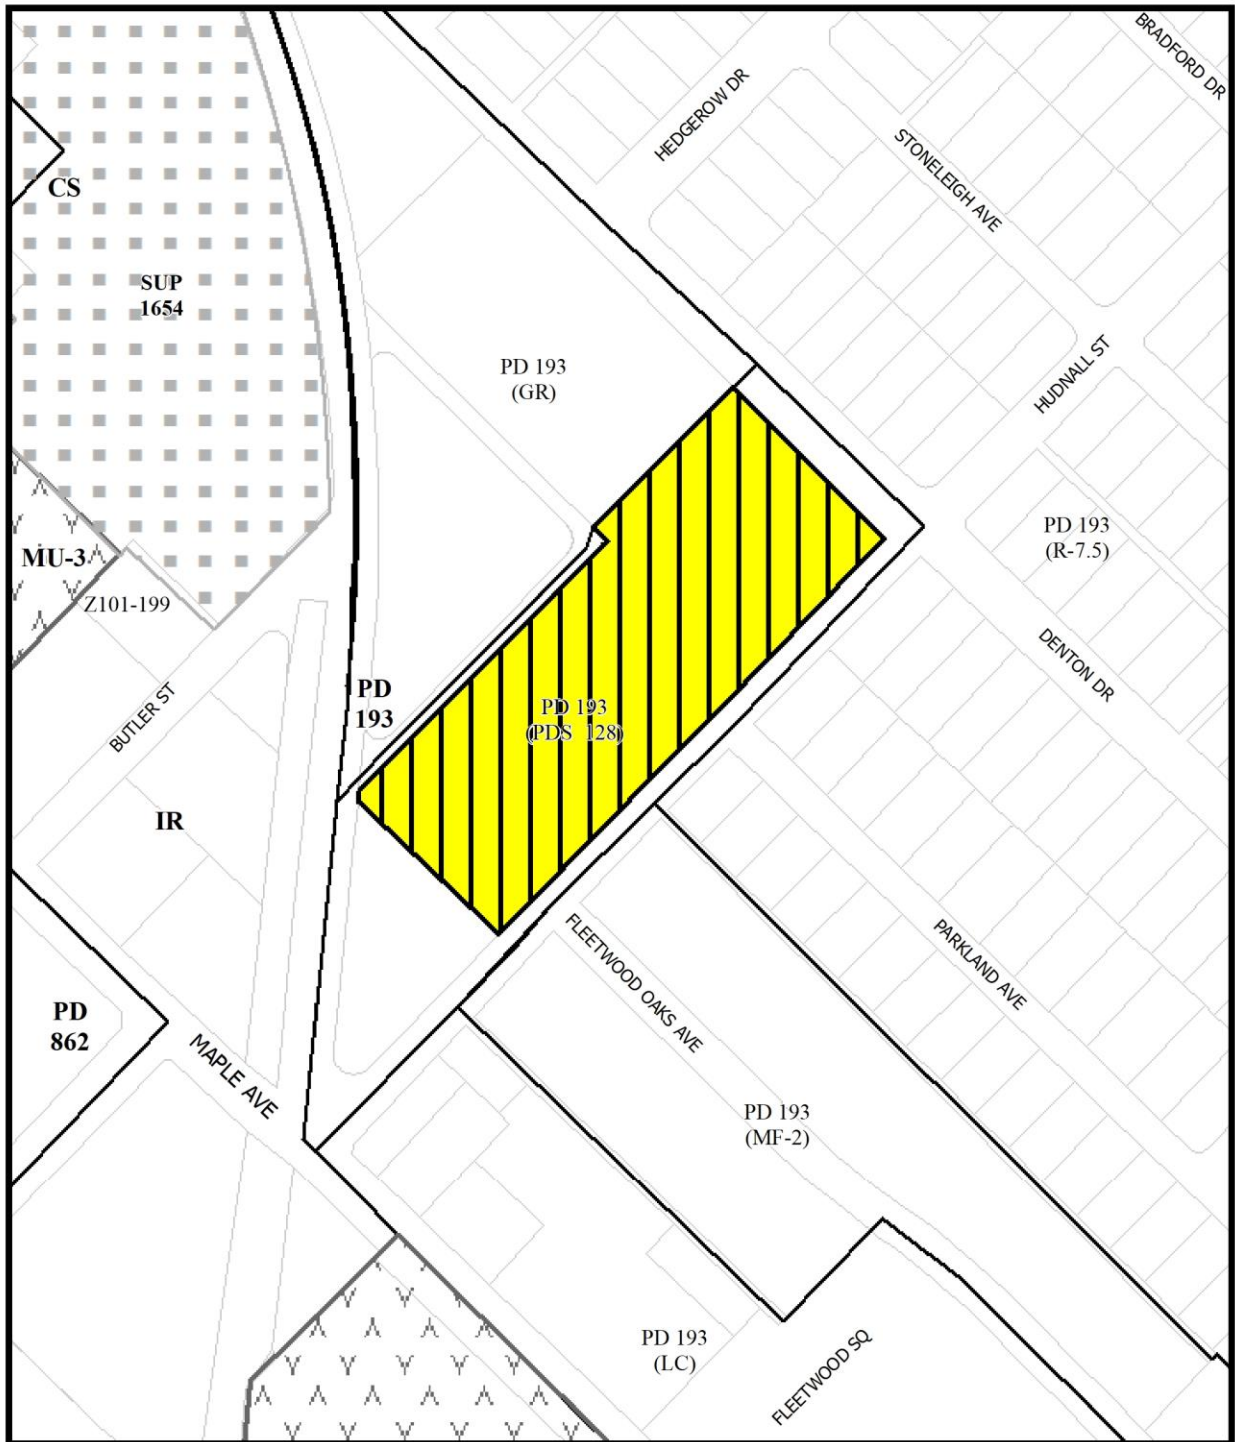 BRADFORD DR
HEDGEROW DR
STONELEIGH AVE
CS
SUP
1654
PD 193
(GR)
HUDNALL ST
PD 193
(R-7.5)
MU-3
Z101-199
DENTON DR
PD
193
PD 193
(PDS 128)
BUTLER ST
IR
FLEETWOOD OAKS AVE
PARKLAND AVE
PD
862
MAPLE AVE
PD 193
(MF-2)
PD 193
(LC)
FLEETWOOD SQ